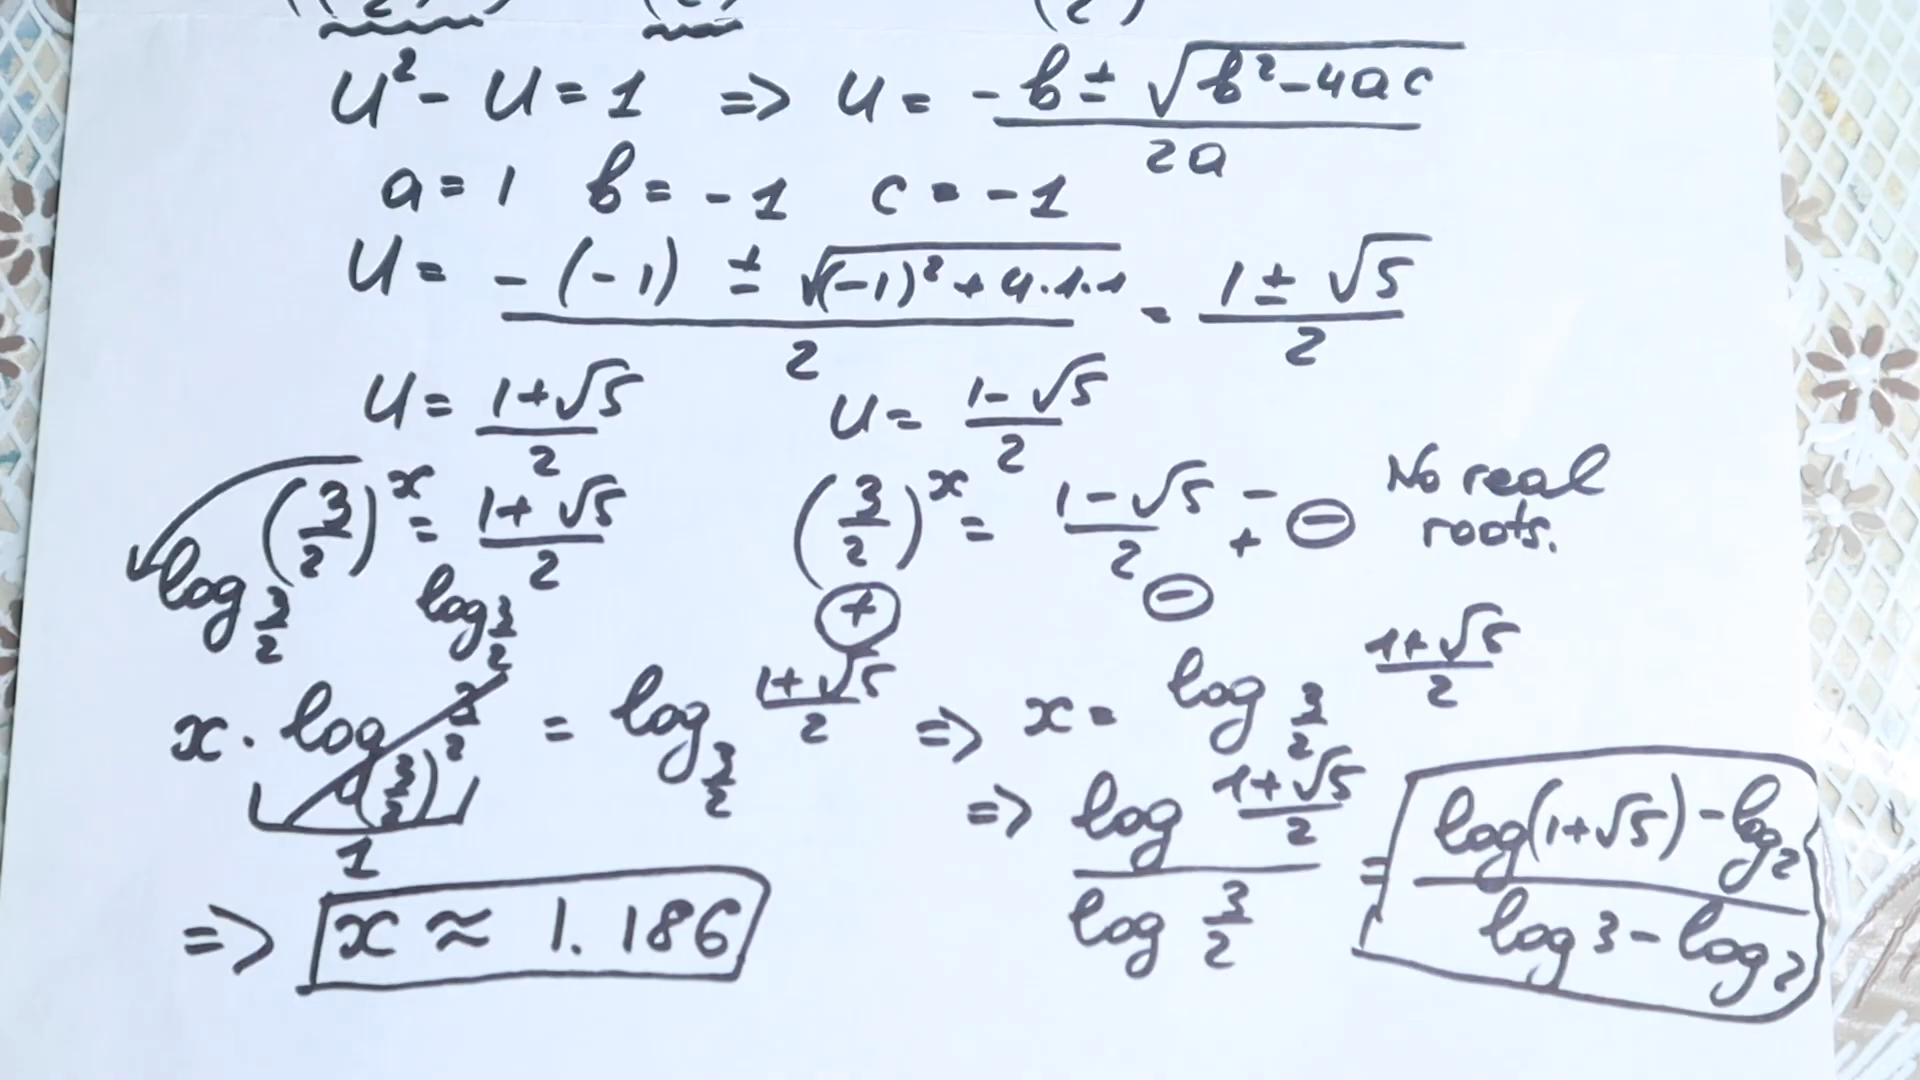 u² - u = 1 => u = -b ± √(b² - 4ac) / 2a
a = 1 b = -1 c = -1
u = -(-1) ± √((-1)² + 4·1·1) / 2 = 1 ± √5 / 2
u = 1+√5 / 2 u = 1-√5 / 2
(3/2)^x = 1+√5 / 2 (3/2)^x = 1-√5 / 2 - + ⊖ No real roots.
log 3/2 log 3/2 ⊕ ⊖
x · log 3/2 (3/2) = log 3/2 1+√5 / 2 => x = log 3/2 1+√5 / 2
1
=> log 1+√5 / 2 / log 3/2 = log(1+√5) - log 2 / log 3 - log 2
=> x ≈ 1.186